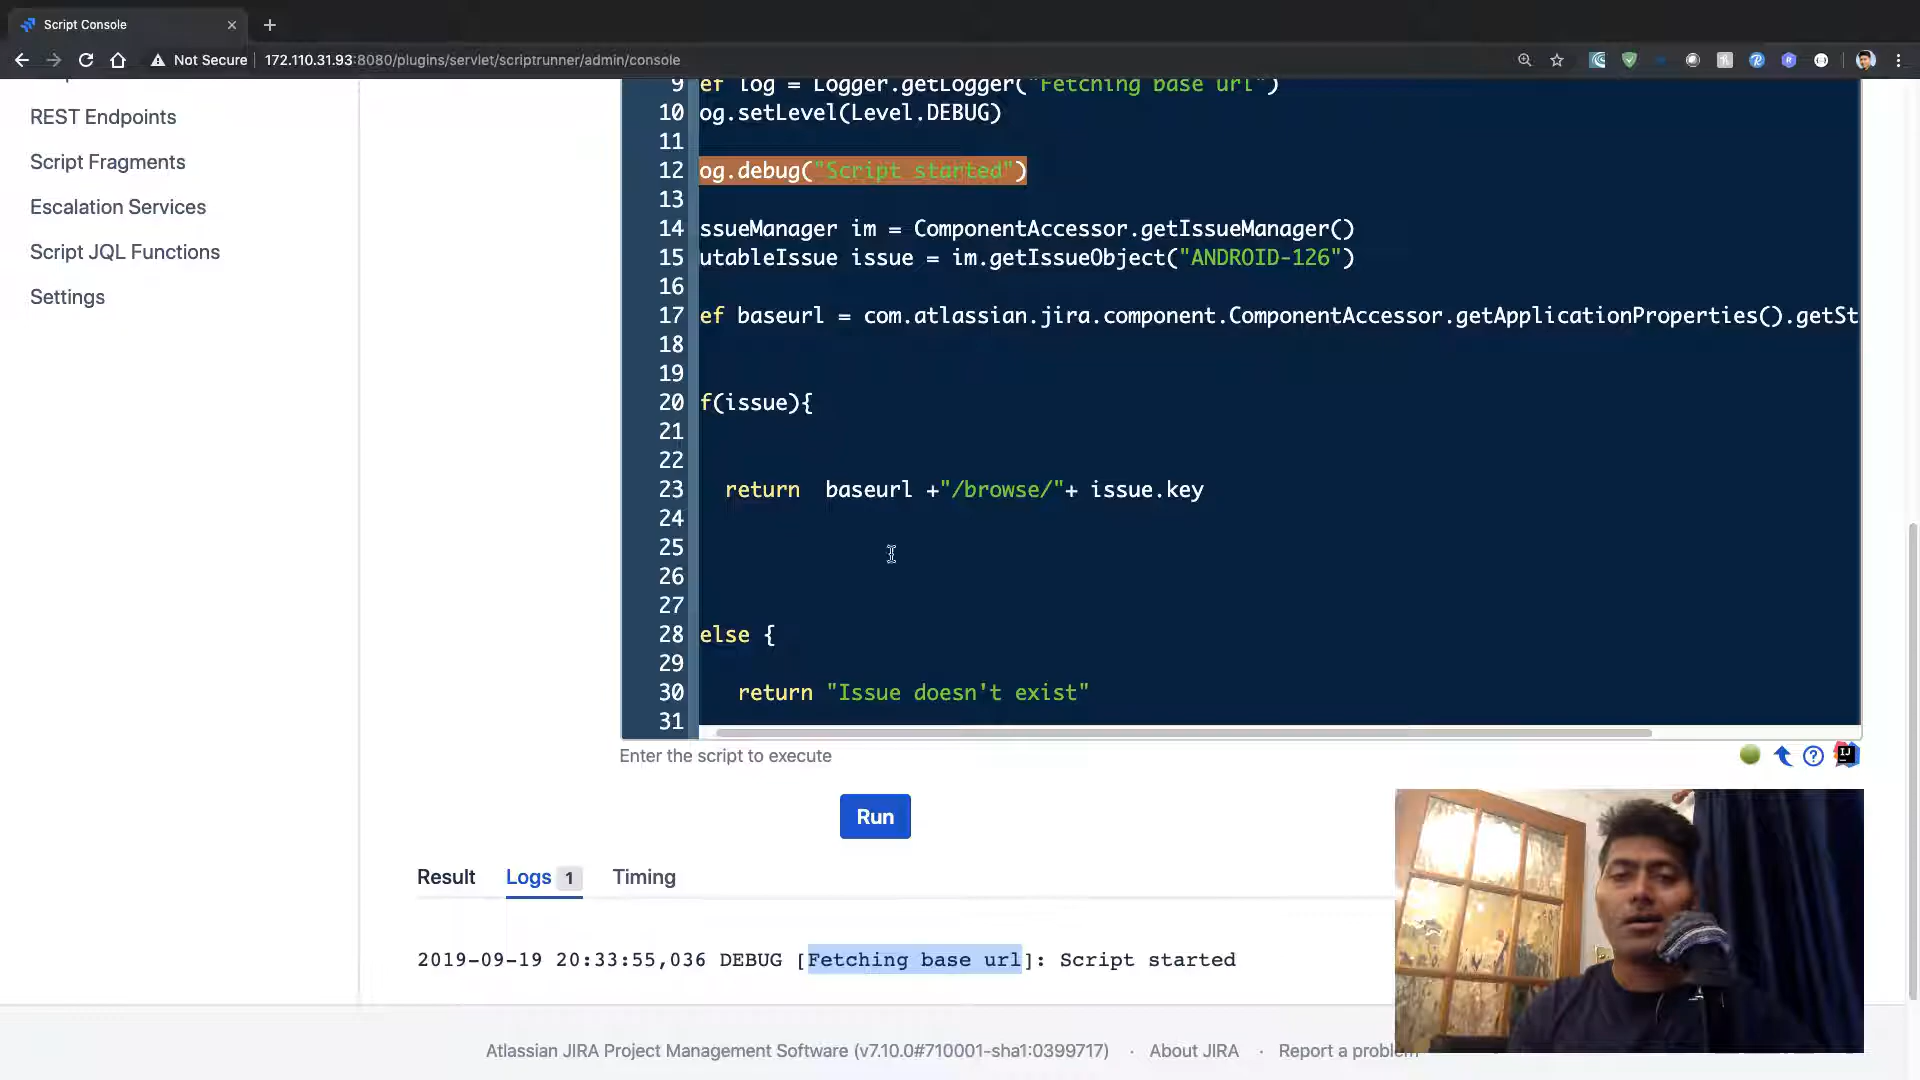 Script Console
Not Secure
172.110.31.93:8080/plugins/servlet/scriptrunner/admin/console
REST Endpoints
Script Fragments
Escalation Services
Script JQL Functions
Settings
9 ef log = Logger.getLogger("Fetching base url")
10 og.setLevel(Level.DEBUG)
11
12 og.debug("Script started")
13
14 ssueManager im = ComponentAccessor.getIssueManager()
15 utableIssue issue = im.getIssueObject("ANDROID-126")
16
17 ef baseurl = com.atlassian.jira.component.ComponentAccessor.getApplicationProperties().getSt
18
19
20 f(issue){
21
22
23 return baseurl +"/browse/"+ issue.key
24
25
26
27
28 else {
29
30 return "Issue doesn't exist"
31
Enter the script to execute
IJ
Run
Result Logs 1 Timing
2019-09-19 20:33:55,036 DEBUG [Fetching base url]: Script started
Atlassian JIRA Project Management Software (v7.10.0#710001-sha1:0399717) · About JIRA · Report a problem